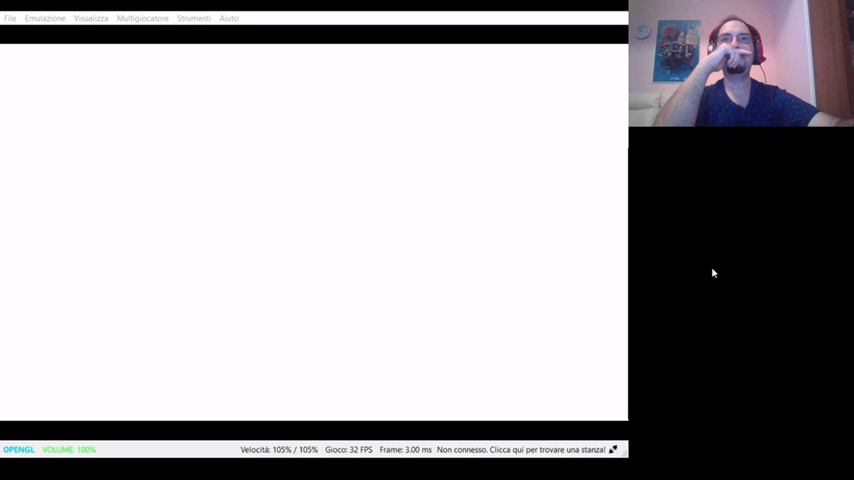 File Emulazione Visualizza Multigiocatore Strumenti Aiuto
OPENGL VOLUME: 100% Velocità: 105% / 105% Gioco: 32 FPS Frame: 3.00 ms Non connesso. Clicca qui per trovare una stanza!